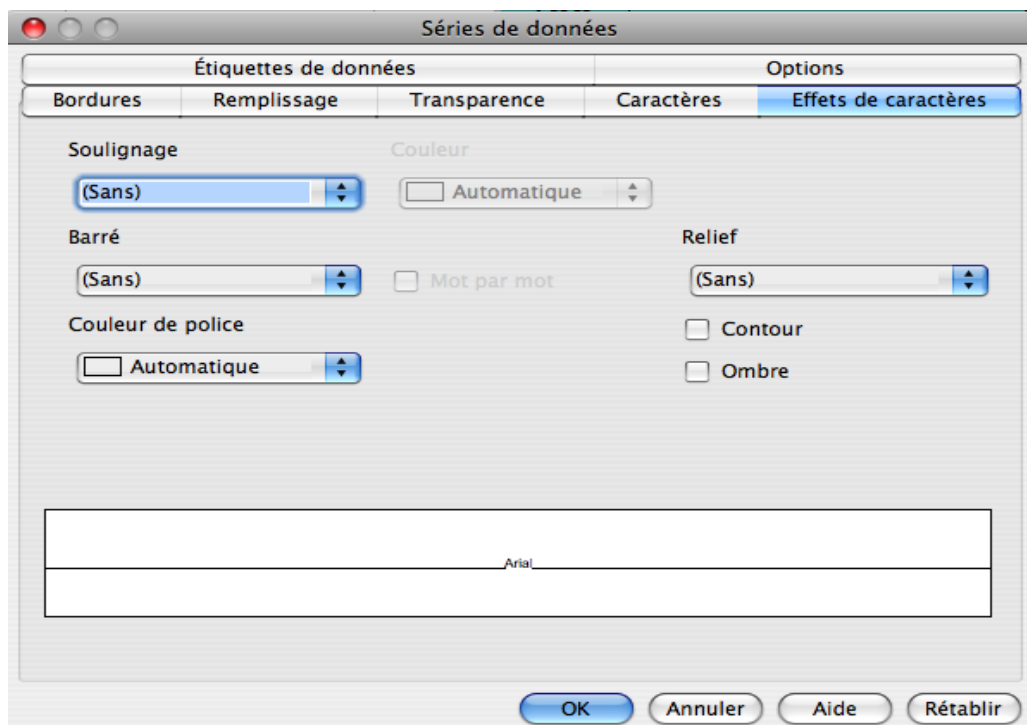 Séries de données
Étiquettes de données Options
Bordures Remplissage Transparence Caractères Effets de caractères
Soulignage Couleur
(Sans) Automatique
Barré Relief
(Sans) Mot par mot (Sans)
Couleur de police Contour
Automatique Ombre
Arial
OK Annuler Aide Rétablir